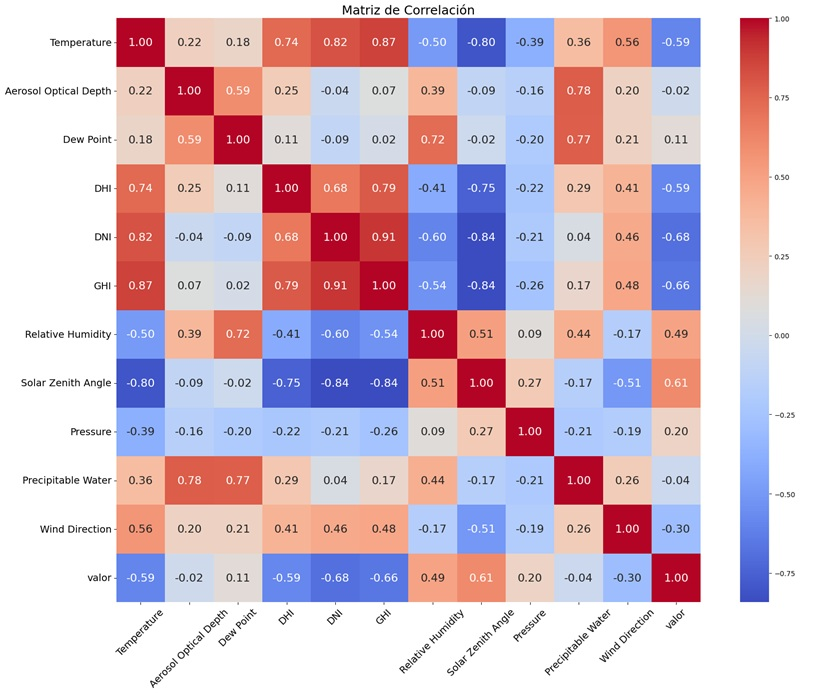 Matriz de Correlación
Temperature 1.00 0.22 0.18 0.74 0.82 0.87 -0.50 -0.80 -0.39 0.36 0.56 -0.59
Aerosol Optical Depth 0.22 1.00 0.59 0.25 -0.04 0.07 0.39 -0.09 -0.16 0.78 0.20 -0.02
Dew Point 0.18 0.59 1.00 0.11 -0.09 0.02 0.72 -0.02 -0.20 0.77 0.21 0.11
DHI 0.74 0.25 0.11 1.00 0.68 0.79 -0.41 -0.75 -0.22 0.29 0.41 -0.59
DNI 0.82 -0.04 -0.09 0.68 1.00 0.91 -0.60 -0.84 -0.21 0.04 0.46 -0.68
GHI 0.87 0.07 0.02 0.79 0.91 1.00 -0.54 -0.84 -0.26 0.17 0.48 -0.66
Relative Humidity -0.50 0.39 0.72 -0.41 -0.60 -0.54 1.00 0.51 0.09 0.44 -0.17 0.49
Solar Zenith Angle -0.80 -0.09 -0.02 -0.75 -0.84 -0.84 0.51 1.00 0.27 -0.17 -0.51 0.61
Pressure -0.39 -0.16 -0.20 -0.22 -0.21 -0.26 0.09 0.27 1.00 -0.21 -0.19 0.20
Precipitable Water 0.36 0.78 0.77 0.29 0.04 0.17 0.44 -0.17 -0.21 1.00 0.26 -0.04
Wind Direction 0.56 0.20 0.21 0.41 0.46 0.48 -0.17 -0.51 -0.19 0.26 1.00 -0.30
valor -0.59 -0.02 0.11 -0.59 -0.68 -0.66 0.49 0.61 0.20 -0.04 -0.30 1.00
Temperature
Aerosol Optical Depth
Dew Point
DHI
DNI
GHI
Relative Humidity
Solar Zenith Angle
Pressure
Precipitable Water
Wind Direction
valor
1.00
0.75
0.50
0.25
0.00
−0.25
−0.50
−0.75